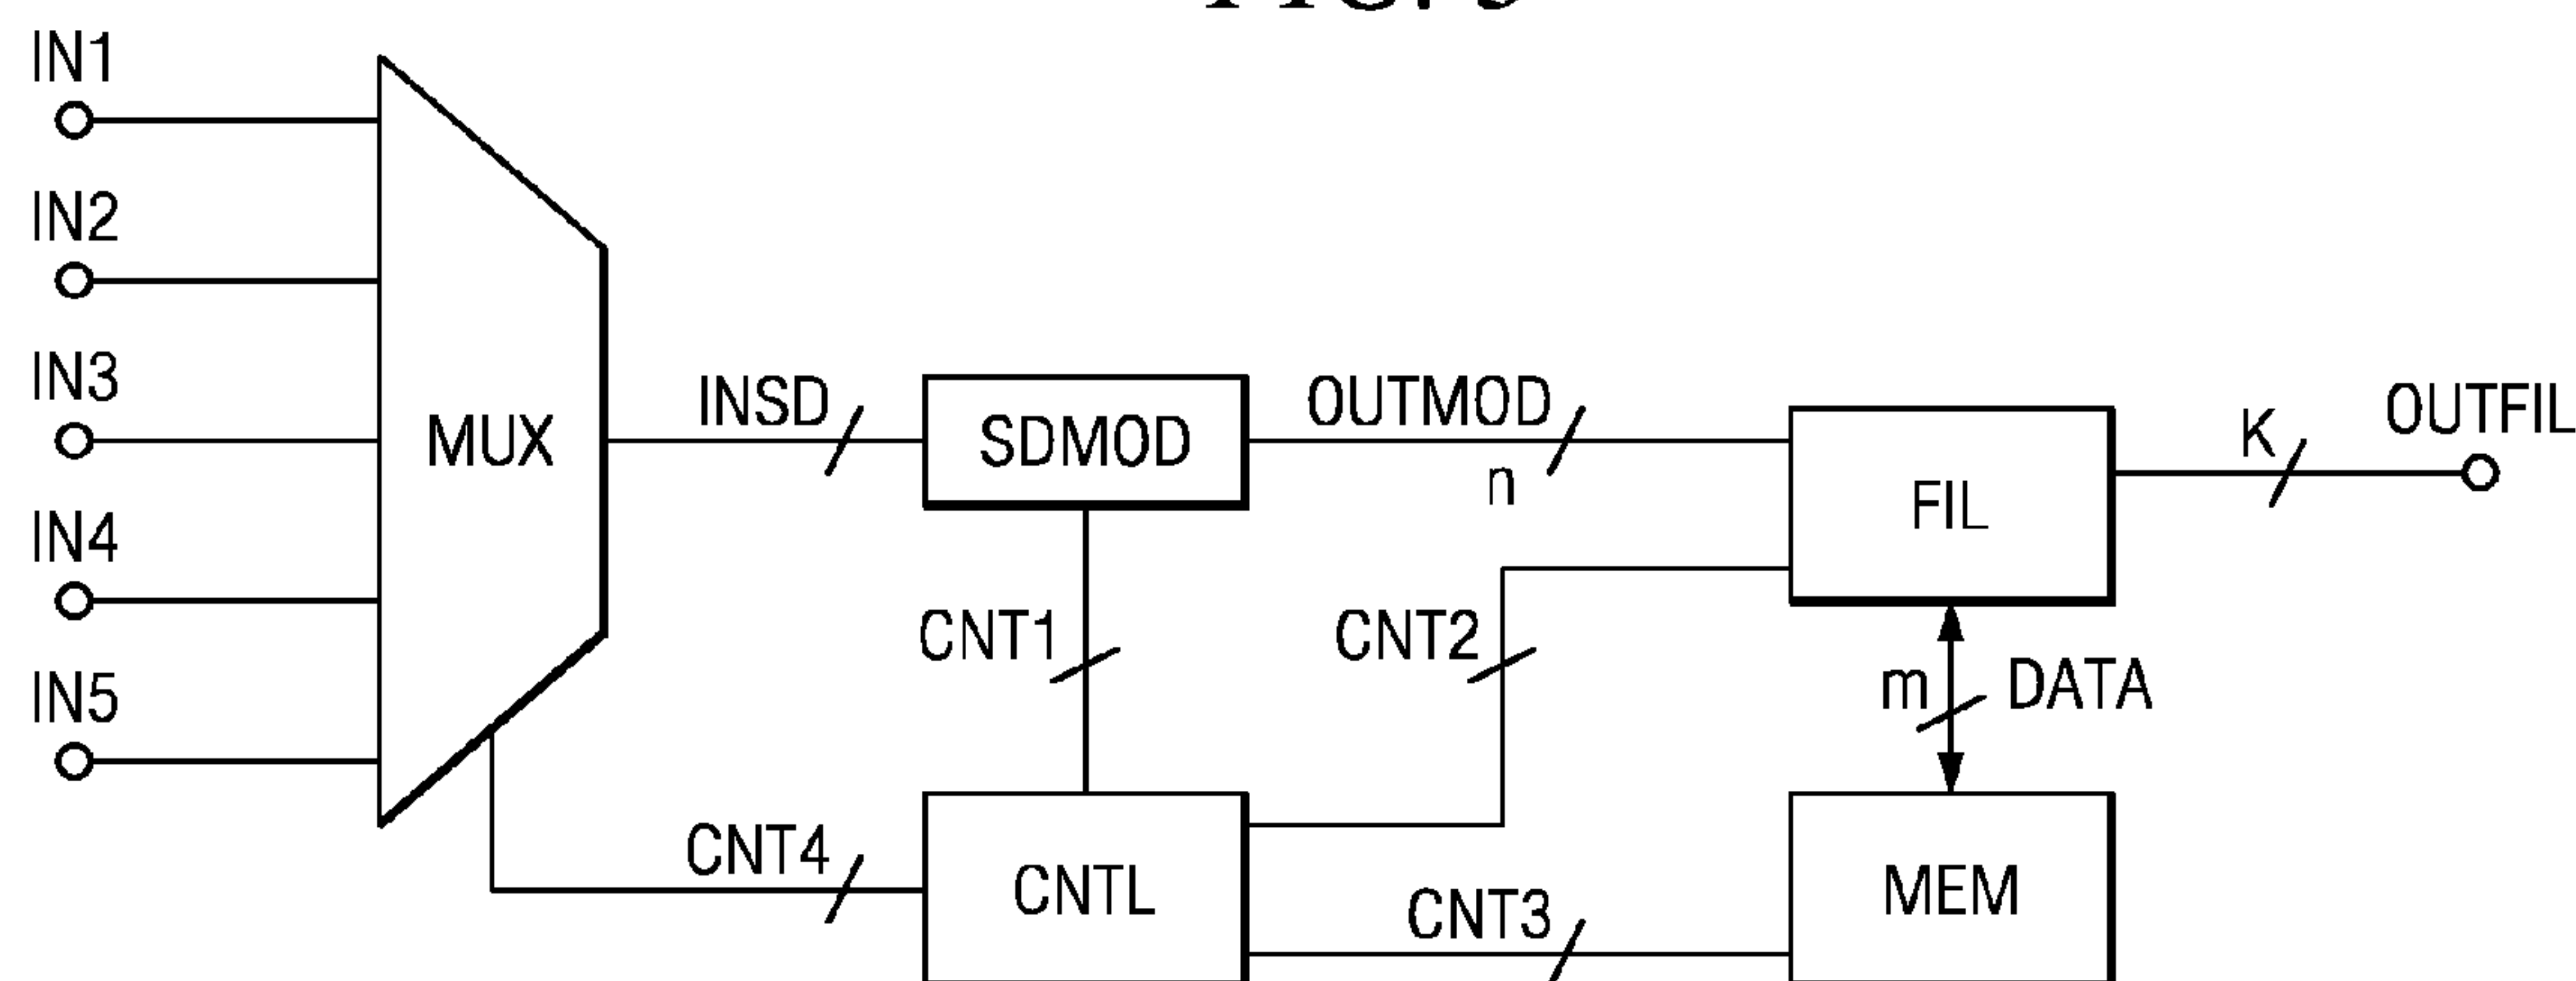 IN1
IN2
IN3
IN4
IN5
MUX
INSD
SDMOD
OUTMOD
n
FIL
K
OUTFIL
CNT1
CNT2
m
DATA
CNT4
CNTL
CNT3
MEM